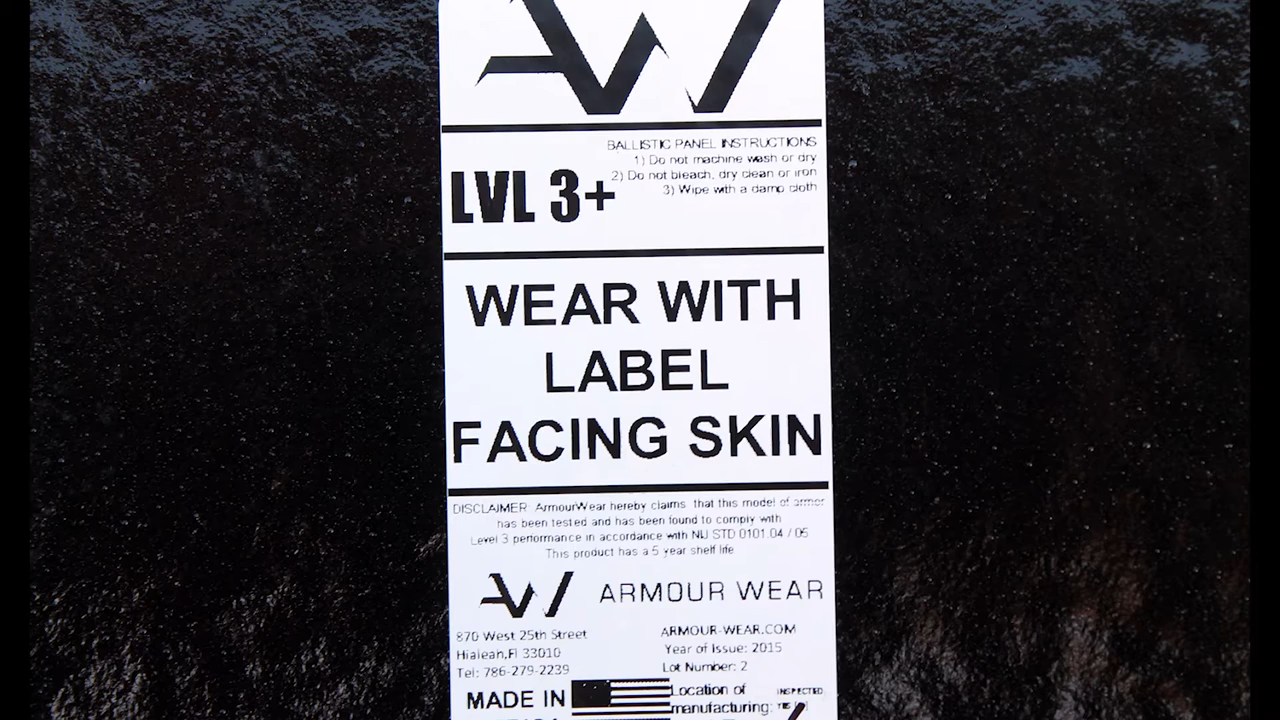 AW
LVL 3+
BALLISTIC PANEL INSTRUCTIONS
1) Do not machine wash or dry
2) Do not bleach, dry clean or iron
3) Wipe with a damp cloth
WEAR WITH
LABEL
FACING SKIN
DISCLAIMER: ArmourWear hereby claims that this model of armor
has been tested and has been found to comply with
Level 3 performance in accordance with NIJ STD 0101.04 / 05
This product has a 5 year shelf life
AW ARMOUR WEAR
870 West 25th Street
Hialeah,Fl 33010
Tel: 786-279-2239
ARMOUR-WEAR.COM
Year of Issue: 2015
Lot Number: 2
MADE IN
Location of
manufacturing:
INSPECTED
YES